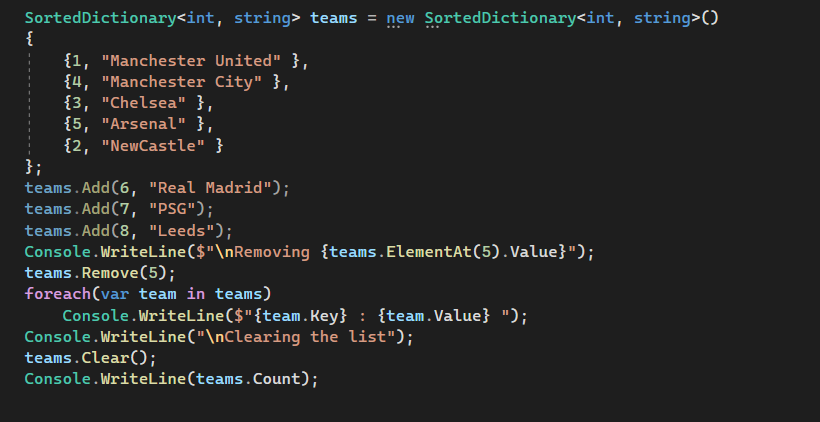 SortedDictionary<int, string> teams = new SortedDictionary<int, string>()
{
    {1, "Manchester United" },
    {4, "Manchester City" },
    {3, "Chelsea" },
    {5, "Arsenal" },
    {2, "NewCastle" }
};
teams.Add(6, "Real Madrid");
teams.Add(7, "PSG");
teams.Add(8, "Leeds");
Console.WriteLine($"\nRemoving {teams.ElementAt(5).Value}");
teams.Remove(5);
foreach(var team in teams)
    Console.WriteLine($"{team.Key} : {team.Value} ");
Console.WriteLine("\nClearing the list");
teams.Clear();
Console.WriteLine(teams.Count);